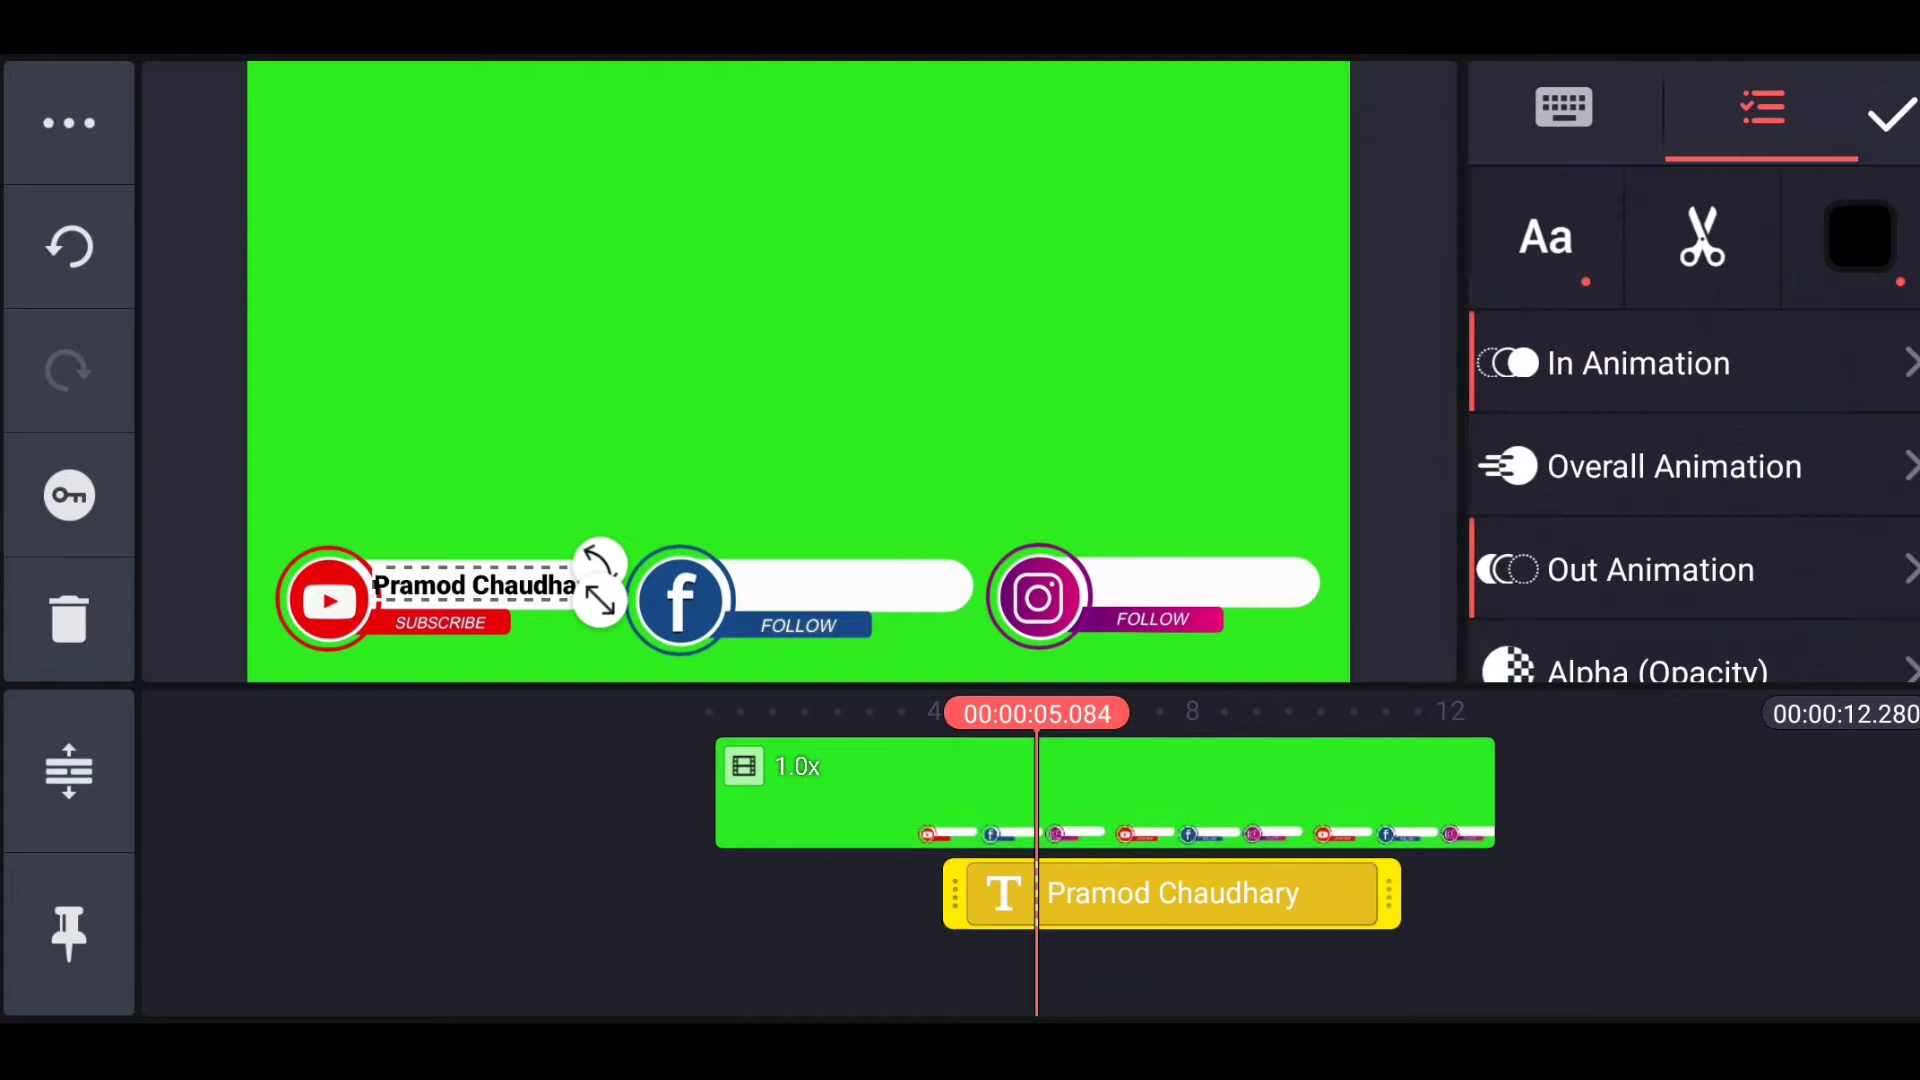 Aa
In Animation
Overall Animation
Out Animation
Alpha (Opacity)
Pramod Chaudha
SUBSCRIBE
f
FOLLOW
FOLLOW
4
00:00:05.084
8
12
00:00:12.280
1.0x
T Pramod Chaudhary